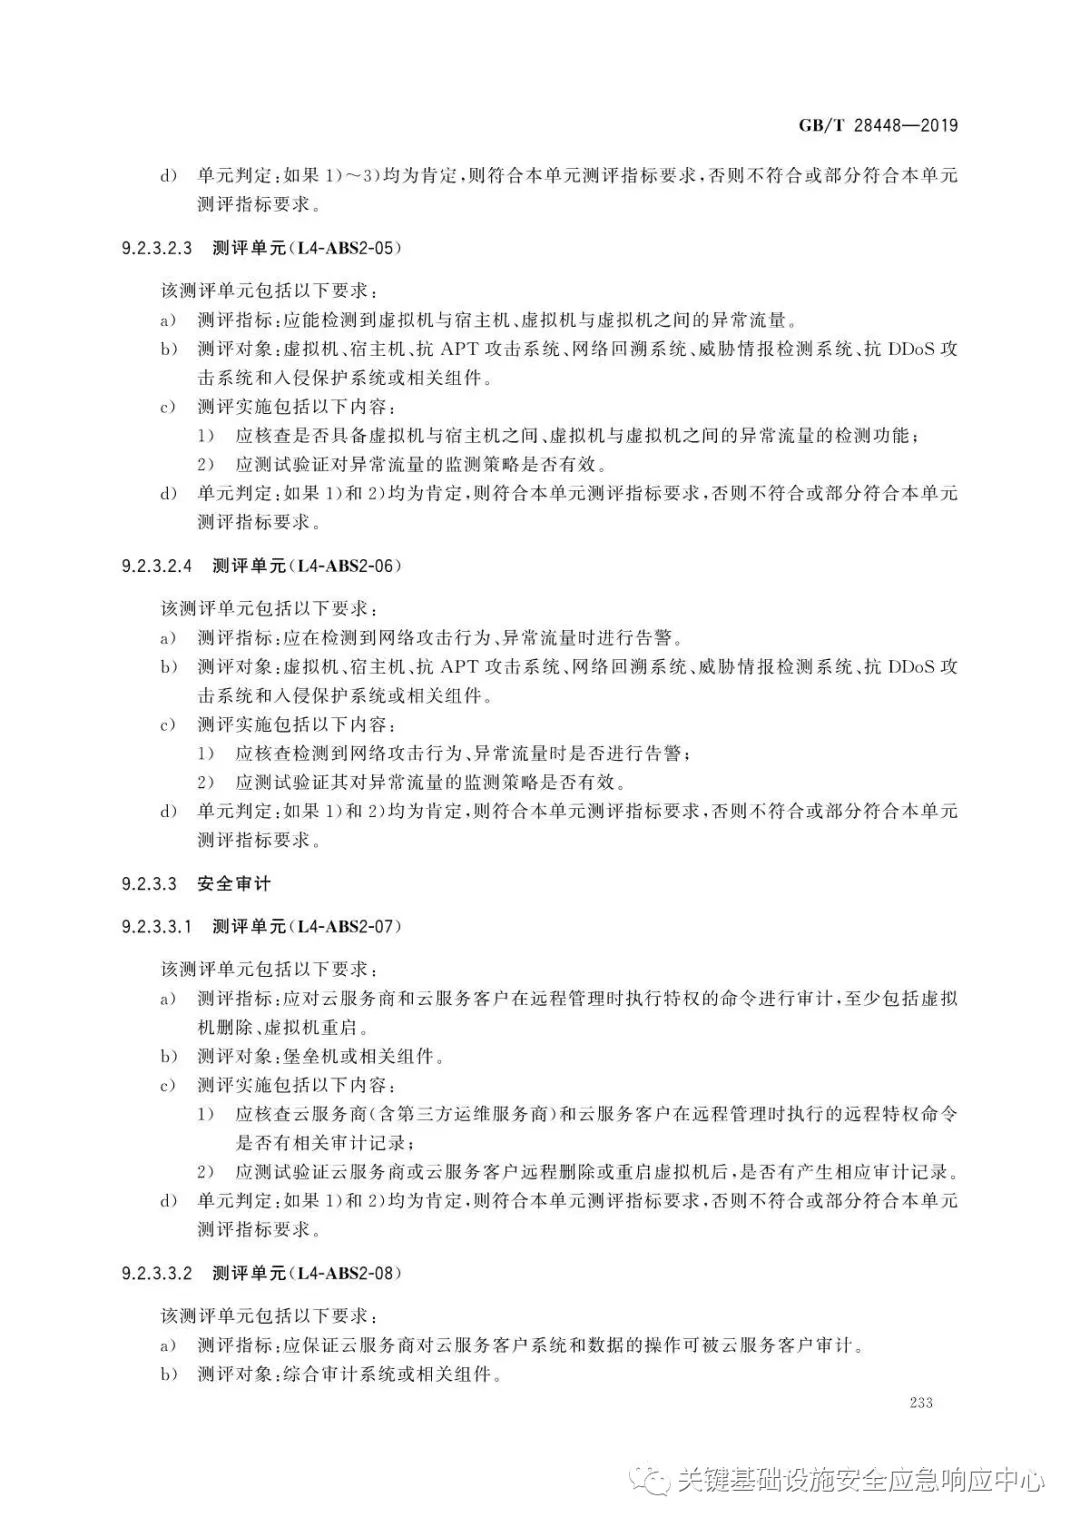 GB/T 28448—2019
d) 单元判定:如果1)～3)均为肯定,则符合本单元测评指标要求,否则不符合或部分符合本单元
测评指标要求。
9.2.3.2.3 测评单元(L4-ABS2-05)
该测评单元包括以下要求:
a) 测评指标:应能检测到虚拟机与宿主机、虚拟机与虚拟机之间的异常流量。
b) 测评对象:虚拟机、宿主机、抗 APT 攻击系统、网络回溯系统、威胁情报检测系统、抗 DDoS 攻
击系统和入侵保护系统或相关组件。
c) 测评实施包括以下内容:
1) 应核查是否具备虚拟机与宿主机之间、虚拟机与虚拟机之间的异常流量的检测功能;
2) 应测试验证对异常流量的监测策略是否有效。
d) 单元判定:如果1)和2)均为肯定,则符合本单元测评指标要求,否则不符合或部分符合本单元
测评指标要求。
9.2.3.2.4 测评单元(L4-ABS2-06)
该测评单元包括以下要求:
a) 测评指标:应在检测到网络攻击行为、异常流量时进行告警。
b) 测评对象:虚拟机、宿主机、抗 APT 攻击系统、网络回溯系统、威胁情报检测系统、抗 DDoS 攻
击系统和入侵保护系统或相关组件。
c) 测评实施包括以下内容:
1) 应核查检测到网络攻击行为、异常流量时是否进行告警;
2) 应测试验证其对异常流量的监测策略是否有效。
d) 单元判定:如果1)和2)均为肯定,则符合本单元测评指标要求,否则不符合或部分符合本单元
测评指标要求。
9.2.3.3 安全审计
9.2.3.3.1 测评单元(L4-ABS2-07)
该测评单元包括以下要求:
a) 测评指标:应对云服务商和云服务客户在远程管理时执行特权的命令进行审计,至少包括虚拟
机删除、虚拟机重启。
b) 测评对象:堡垒机或相关组件。
c) 测评实施包括以下内容:
1) 应核查云服务商(含第三方运维服务商)和云服务客户在远程管理时执行的远程特权命令
是否有相关审计记录;
2) 应测试验证云服务商或云服务客户远程删除或重启虚拟机后,是否有产生相应审计记录。
d) 单元判定:如果1)和2)均为肯定,则符合本单元测评指标要求,否则不符合或部分符合本单元
测评指标要求。
9.2.3.3.2 测评单元(L4-ABS2-08)
该测评单元包括以下要求:
a) 测评指标:应保证云服务商对云服务客户系统和数据的操作可被云服务客户审计。
b) 测评对象:综合审计系统或相关组件。
233
关键基础设施安全应急响应中心